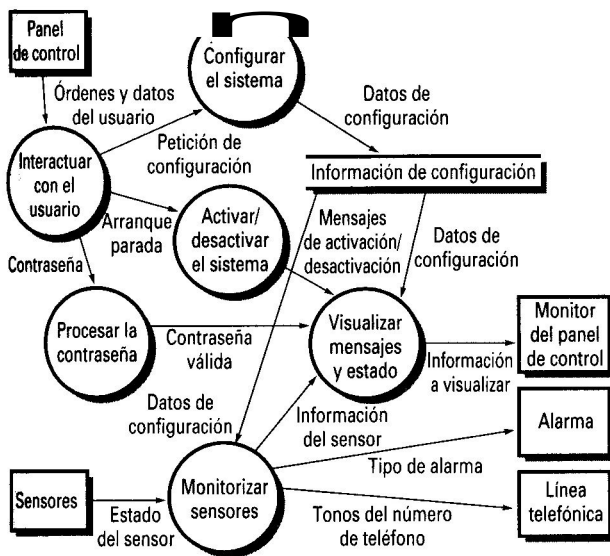 Panel
de control
Configurar
el sistema
Órdenes y datos
del usuario
Datos de
configuración
Petición de
configuración
Interactuar
con el
usuario
Información de configuración
Arranque
parada
Activar/
desactivar
el sistema
Mensajes
de activación/
desactivación
Datos de
configuración
Contraseña
Procesar la
contraseña
Contraseña
válida
Visualizar
mensajes
y estado
Monitor
del panel
de control
Información
a visualizar
Datos de
configuración
Información
del sensor
Alarma
Tipo de alarma
Sensores
Estado
del sensor
Monitorizar
sensores
Tonos del número
de teléfono
Línea
telefónica